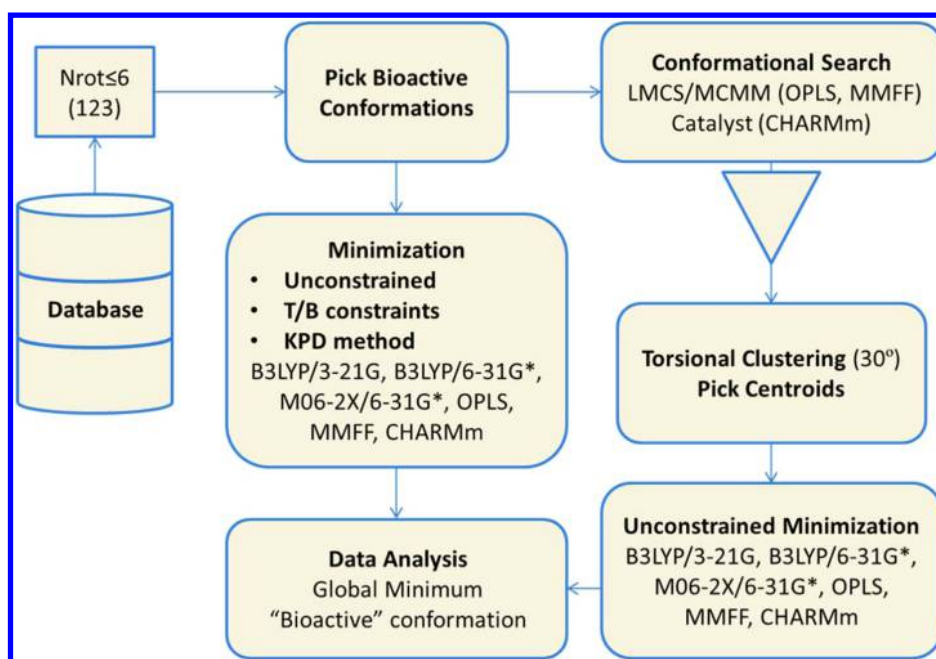 Nrot≤6
(123)
Database
Pick Bioactive
Conformations
Conformational Search
LMCS/MCMM (OPLS, MMFF)
Catalyst (CHARMm)
Minimization
• Unconstrained
• T/B constraints
• KPD method
B3LYP/3-21G, B3LYP/6-31G*,
M06-2X/6-31G*, OPLS,
MMFF, CHARMm
Torsional Clustering (30º)
Pick Centroids
Unconstrained Minimization
B3LYP/3-21G, B3LYP/6-31G*,
M06-2X/6-31G*, OPLS,
MMFF, CHARMm
Data Analysis
Global Minimum
“Bioactive” conformation